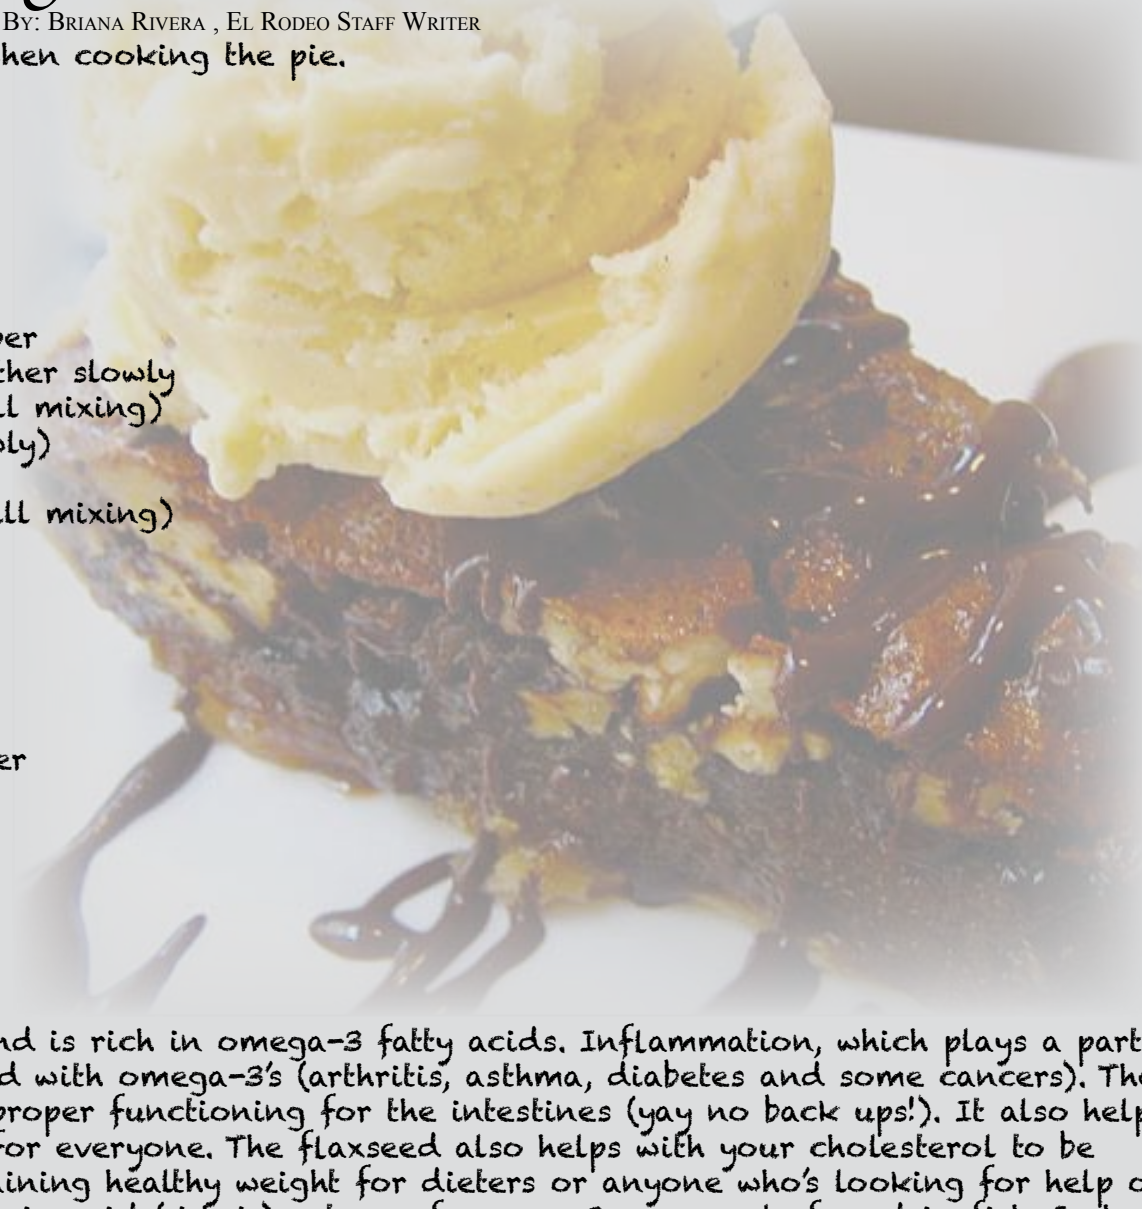 By: Briana Rivera , El Rodeo Staff Writer
hen cooking the pie.
er
ther slowly
ll mixing)
ly)
ll mixing)
er
nd is rich in omega-3 fatty acids. Inflammation, which plays a part
d with omega-3's (arthritis, asthma, diabetes and some cancers). The
proper functioning for the intestines (yay no back ups!). It also help
for everyone. The flaxseed also helps with your cholesterol to be
ining healthy weight for dieters or anyone who's looking for help o